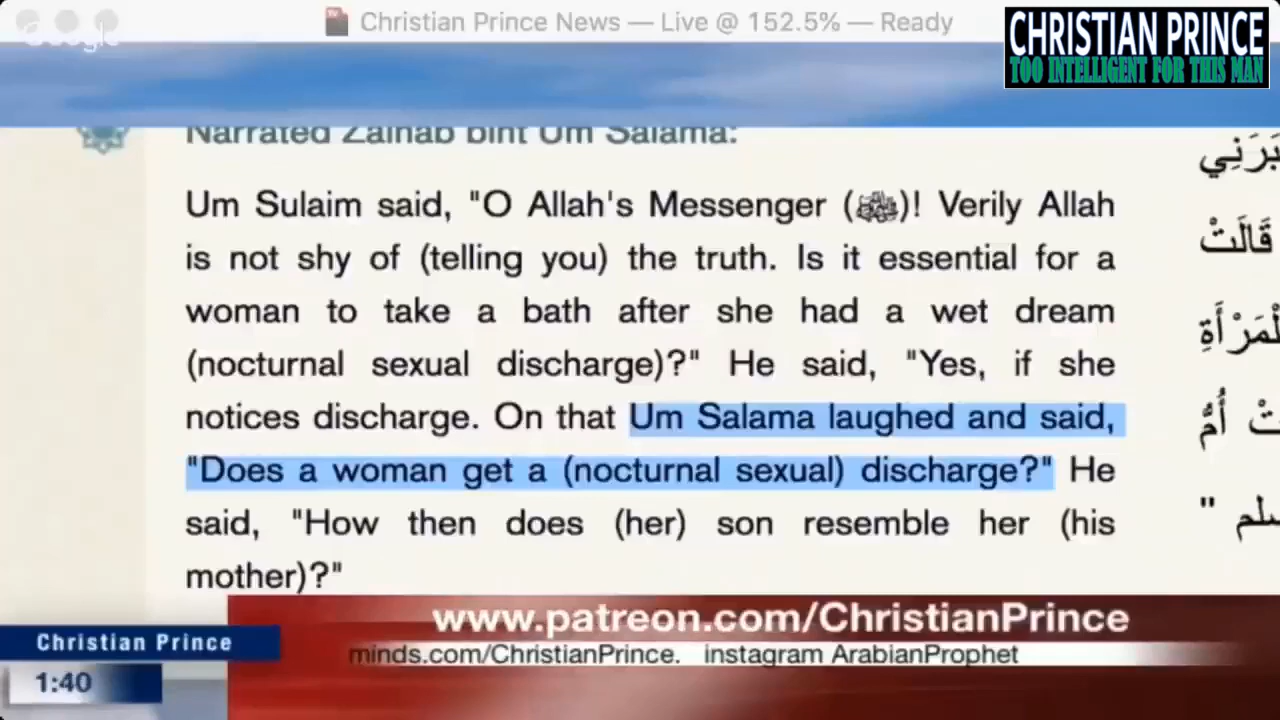 Christian Prince News — Live @ 152.5% — Ready
Google
CHRISTIAN PRINCE
TOO INTELLIGENT FOR THIS MAN
Narrated Zainab bint Um Salama:
Um Sulaim said, "O Allah's Messenger (ﷺ)! Verily Allah
is not shy of (telling you) the truth. Is it essential for a
woman to take a bath after she had a wet dream
(nocturnal sexual discharge)?" He said, "Yes, if she
notices discharge. On that Um Salama laughed and said,
"Does a woman get a (nocturnal sexual) discharge?" He
said, "How then does (her) son resemble her (his
mother)?"
قَالَتْ
أُمُّ
"
www.patreon.com/ChristianPrince
Christian Prince
minds.com/ChristianPrince. instagram ArabianProphet
1:40